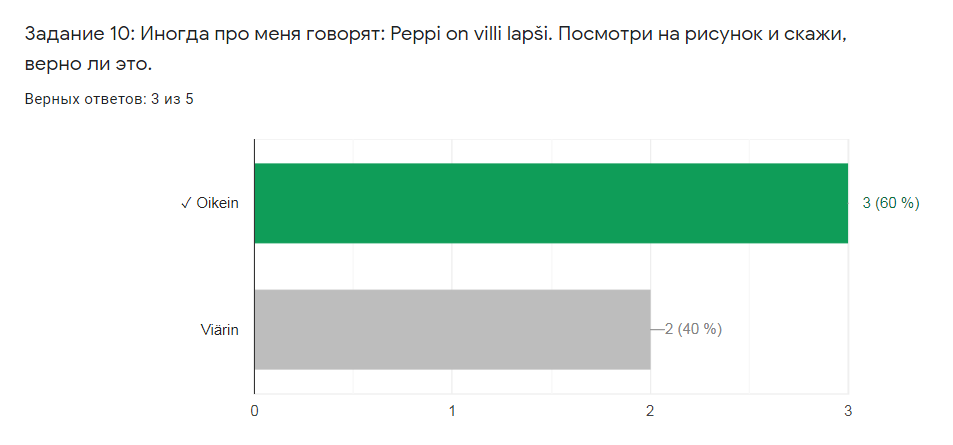 Задание 10: Иногда про меня говорят: Peppi on villi lapši. Посмотри на рисунок и скажи,
верно ли это.
Верных ответов: 3 из 5
✓ Oikein
3 (60 %)
Viärin
2 (40 %)
0
1
2
3